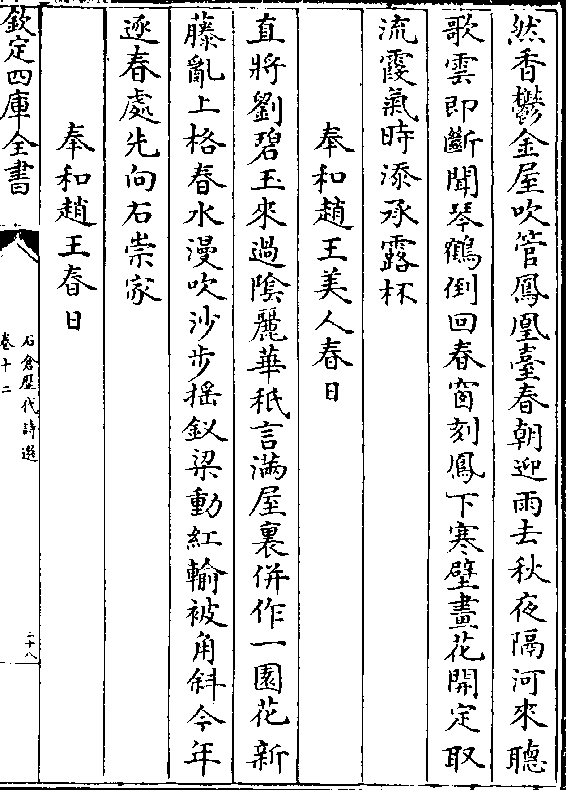 然香鬱金屋吹管鳳凰臺春朝迎雨去秋夜隔河來聽
歌雲即斷聞琴鶴倒回春窗刻鳳下寒壁畫花開定取
流霞氣時添承露杯
奉和趙王美人春日
直將劉碧玉來過隂麗華秪言滿屋裏併作一園花新
藤亂上格春水漫吹沙步摇釵梁動紅輸被角斜今年
逐春處先向石崇家
奉和趙王春日
欽定四庫全書
石倉歷代詩選
卷十二
二十八